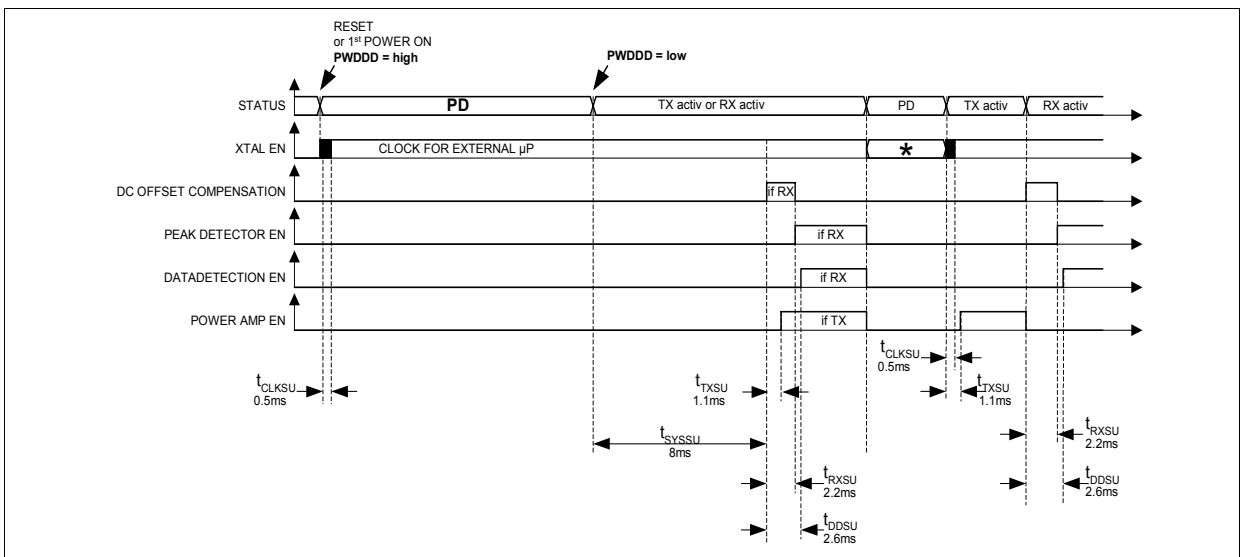 RESET
or 1st POWER ON
PWDDD = high
PWDDD = low
STATUS PD TX activ or RX activ PD TX activ RX activ
XTAL EN CLOCK FOR EXTERNAL µP *
DC OFFSET COMPENSATION if RX
PEAK DETECTOR EN if RX
DATADETECTION EN if RX
POWER AMP EN if TX
tCLKSU
0.5ms
tTXSU
1.1ms
tCLKSU
0.5ms
tTXSU
1.1ms
tSYSSU
8ms
tRXSU
2.2ms
tRXSU
2.2ms
tDDSU
2.6ms
tDDSU
2.6ms